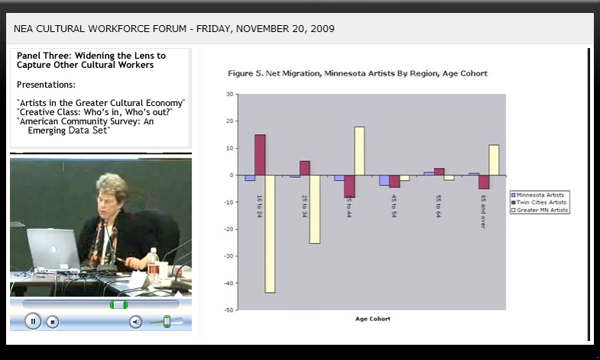 NEA CULTURAL WORKFORCE FORUM - FRIDAY, NOVEMBER 20, 2009
Panel Three: Widening the Lens to
Capture Other Cultural Workers
Presentations:
"Artists in the Greater Cultural Economy"
"Creative Class: Who's in, Who's out?"
"American Community Survey: An
Emerging Data Set"
Figure 5. Net Migration, Minnesota Artists By Region, Age Cohort
30
20
10
0
-10
-20
-30
-40
-50
16 to 24
25 to 34
35 to 44
45 to 54
55 to 64
65 and over
Age Cohort
Minnesota Artists
Twin Cities Artists
Greater MN Artists